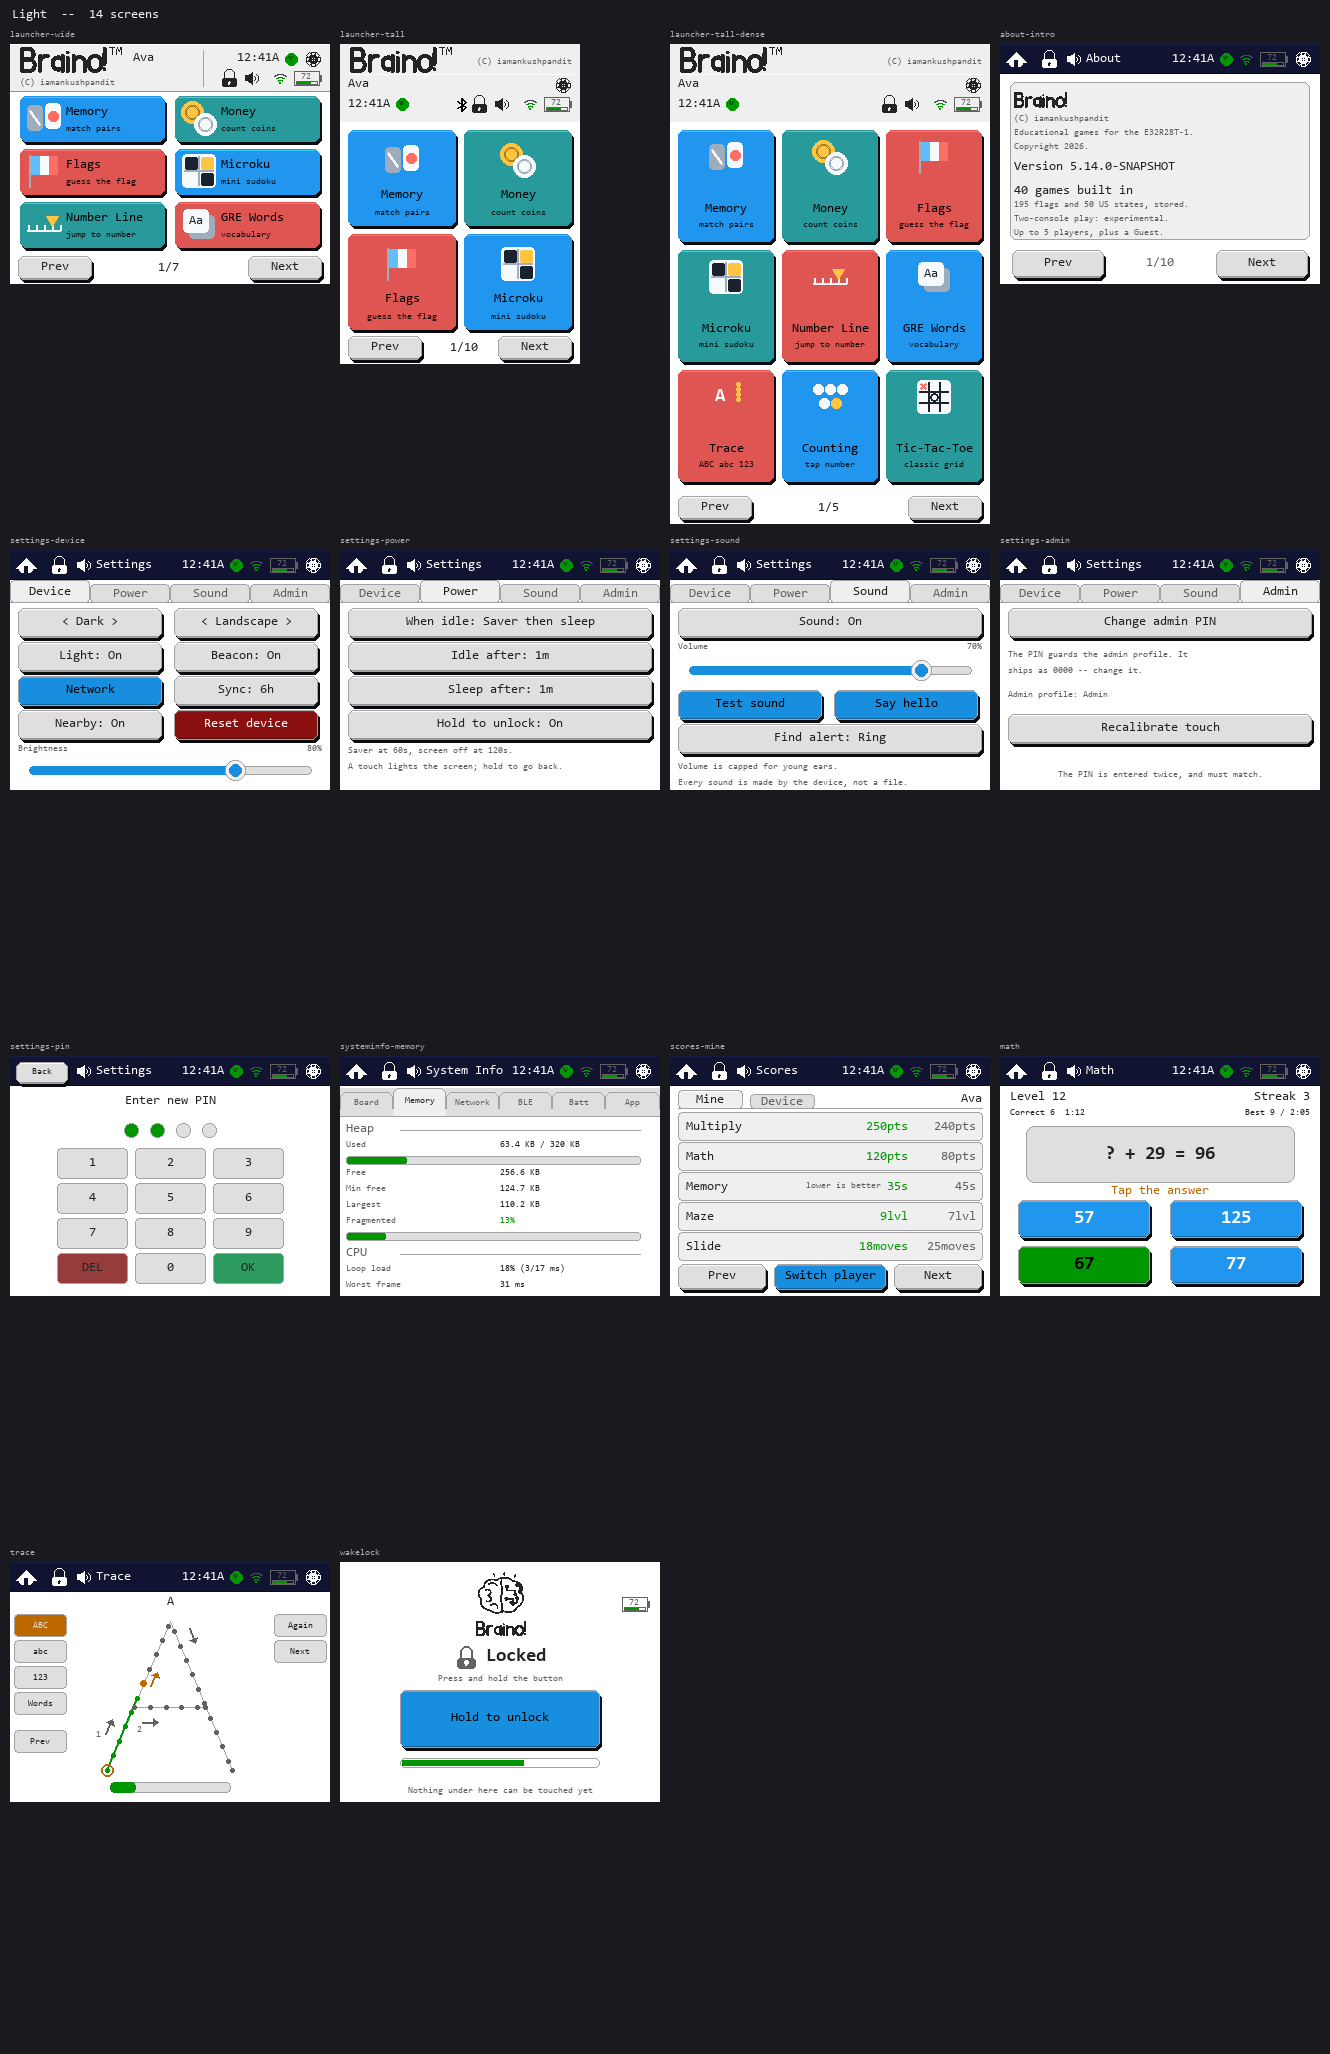 Light -- 14 screens
launcher-wide
Braino!™ Ava 12:41A
(C) iamankushpandit 72
Memory
match pairs
Money
count coins
Flags
guess the flag
Microku
mini sudoku
Number Line
jump to number
Aa
GRE Words
vocabulary
Prev 1/7 Next
launcher-tall
Braino!™ (C) iamankushpandit
Ava
12:41A 72
Memory
match pairs
Money
count coins
Flags
guess the flag
Microku
mini sudoku
Prev 1/10 Next
launcher-tall-dense
Braino!™ (C) iamankushpandit
Ava
12:41A 72
Memory
match pairs
Money
count coins
Flags
guess the flag
Microku
mini sudoku
Number Line
jump to number
Aa
GRE Words
vocabulary
A
Trace
ABC abc 123
Counting
tap number
Tic-Tac-Toe
classic grid
Prev 1/5 Next
about-intro
About 12:41A 72
Braino!
(C) iamankushpandit
Educational games for the E32R28T-1.
Copyright 2026.
Version 5.14.0-SNAPSHOT
40 games built in
195 flags and 50 US states, stored.
Two-console play: experimental.
Up to 5 players, plus a Guest.
Prev 1/10 Next
settings-device
Settings 12:41A 72
Device Power Sound Admin
< Dark > < Landscape >
Light: On Beacon: On
Network Sync: 6h
Nearby: On Reset device
Brightness 80%
settings-power
Settings 12:41A 72
Device Power Sound Admin
When idle: Saver then sleep
Idle after: 1m
Sleep after: 1m
Hold to unlock: On
Saver at 60s, screen off at 120s.
A touch lights the screen; hold to go back.
settings-sound
Settings 12:41A 72
Device Power Sound Admin
Sound: On
Volume 70%
Test sound Say hello
Find alert: Ring
Volume is capped for young ears.
Every sound is made by the device, not a file.
settings-admin
Settings 12:41A 72
Device Power Sound Admin
Change admin PIN
The PIN guards the admin profile. It
ships as 0000 -- change it.
Admin profile: Admin
Recalibrate touch
The PIN is entered twice, and must match.
settings-pin
Back Settings 12:41A 72
Enter new PIN
1 2 3
4 5 6
7 8 9
DEL 0 OK
systeminfo-memory
System Info 12:41A 72
Board Memory Network BLE Batt App
Heap
Used 63.4 KB / 320 KB
Free 256.6 KB
Min free 124.7 KB
Largest 110.2 KB
Fragmented 13%
CPU
Loop load 18% (3/17 ms)
Worst frame 31 ms
scores-mine
Scores 12:41A 72
Mine Device Ava
Multiply 250pts 240pts
Math 120pts 80pts
Memory lower is better 35s 45s
Maze 9lvl 7lvl
Slide 18moves 25moves
Prev Switch player Next
math
Math 12:41A 72
Level 12 Streak 3
Correct 6 1:12 Best 9 / 2:05
? + 29 = 96
Tap the answer
57 125
67 77
trace
Trace 12:41A 72
A
ABC Again
abc Next
123
Words
1 2
Prev
wakelock
72
Braino!
Locked
Press and hold the button
Hold to unlock
Nothing under here can be touched yet